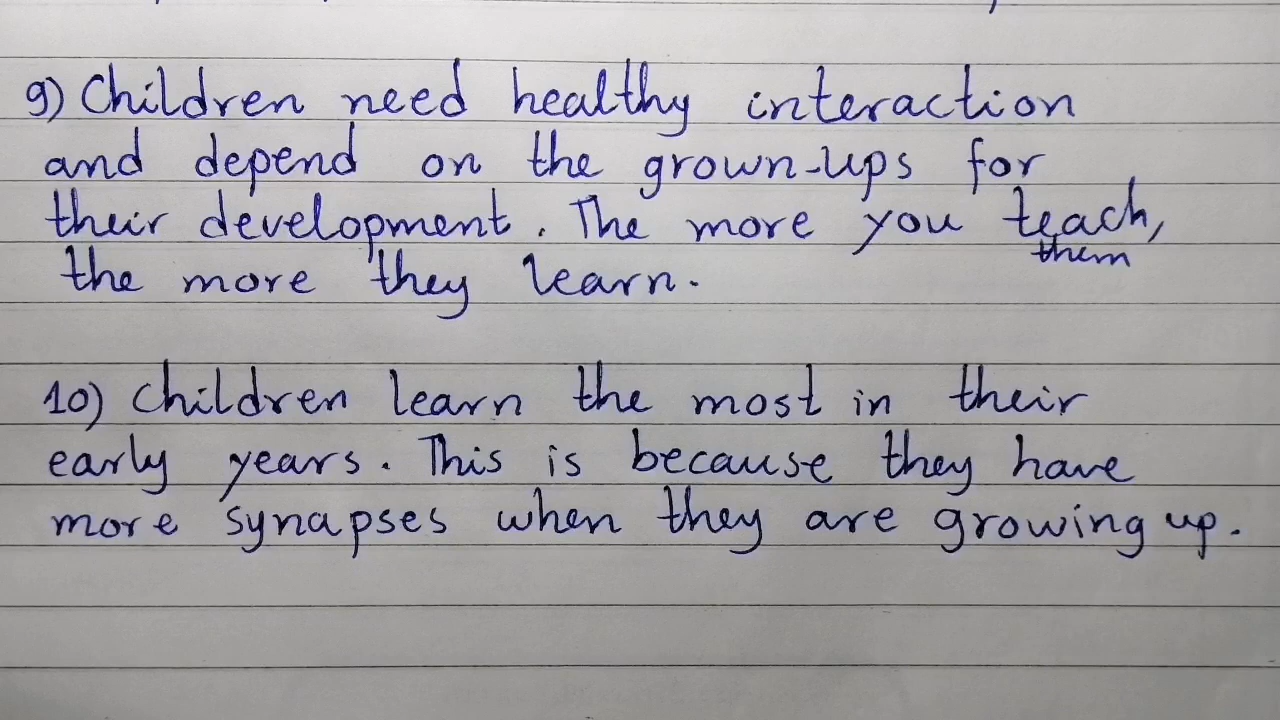 9) Children need healthy interaction
and depend on the grown-ups for
their development. The more you teach,
them
the more they learn.
10) children learn the most in their
early years. This is because they have
more synapses when they are growing up.